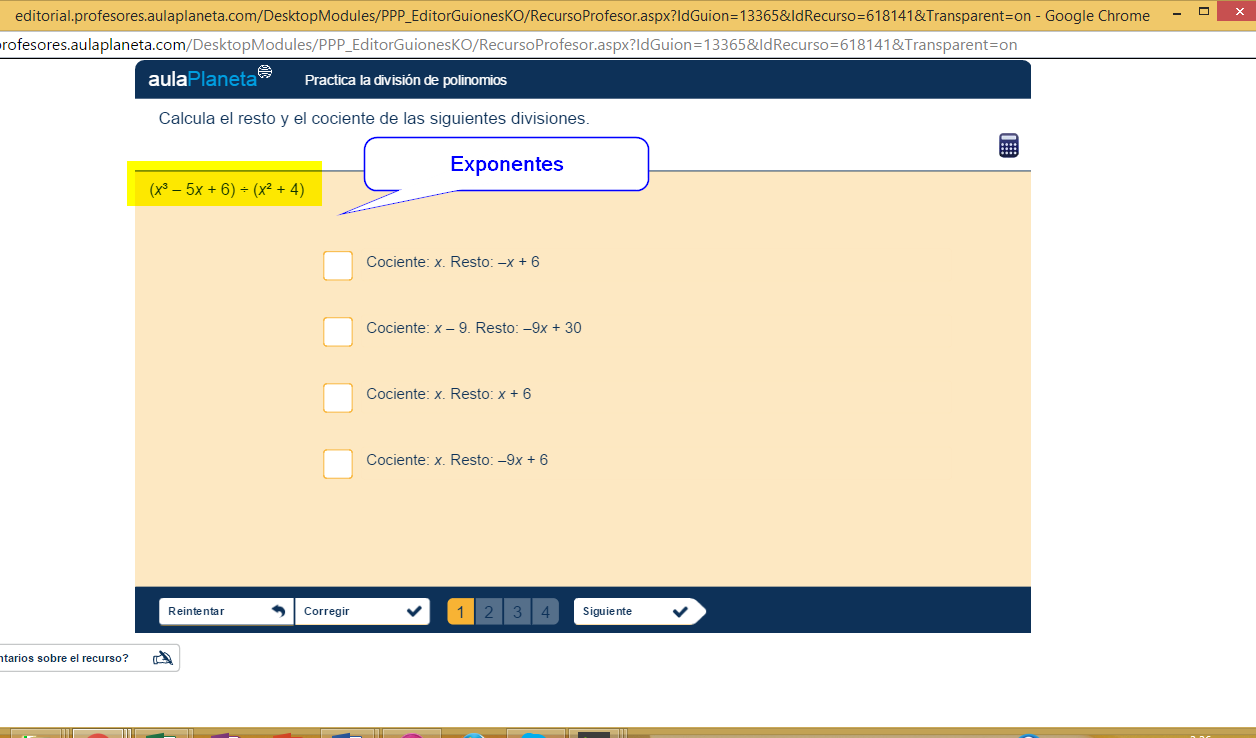 editorial.profesores.aulaplaneta.com/DesktopModules/PPP_EditorGuionesKO/RecursoProfesor.aspx?IdGuion=13365&IdRecurso=618141&Transparent=on - Google Chrome
rofesores.aulaplaneta.com/DesktopModules/PPP_EditorGuionesKO/RecursoProfesor.aspx?IdGuion=13365&IdRecurso=618141&Transparent=on
aulaPlaneta Practica la división de polinomios
Calcula el resto y el cociente de las siguientes divisiones.
Exponentes
(x³ – 5x + 6) ÷ (x² + 4)
Cociente: x. Resto: –x + 6
Cociente: x – 9. Resto: –9x + 30
Cociente: x. Resto: x + 6
Cociente: x. Resto: –9x + 6
Reintentar Corregir 1 2 3 4 Siguiente
ntarios sobre el recurso?